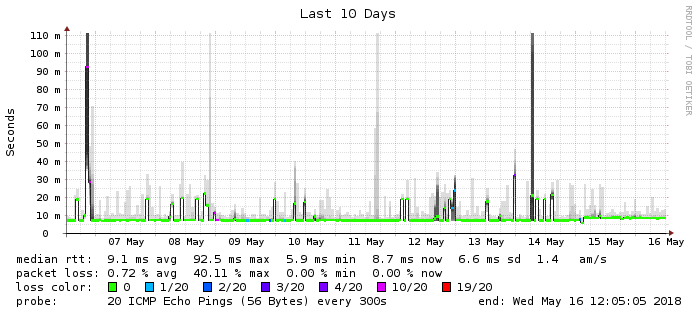 Last 10 Days
RRDTOOL / TOBI OETIKER
Seconds
110 m
100 m
90 m
80 m
70 m
60 m
50 m
40 m
30 m
20 m
10 m
0
07 May 08 May 09 May 10 May 11 May 12 May 13 May 14 May 15 May 16 May
median rtt: 9.1 ms avg 92.5 ms max 5.9 ms min 8.7 ms now 6.6 ms sd 1.4 am/s
packet loss: 0.72 % avg 40.11 % max 0.00 % min 0.00 % now
loss color: 0 1/20 2/20 3/20 4/20 10/20 19/20
probe: 20 ICMP Echo Pings (56 Bytes) every 300s end: Wed May 16 12:05:05 2018